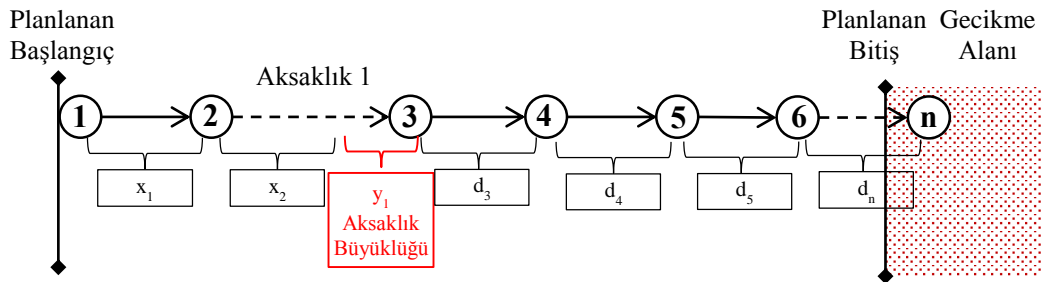 Planlanan
Başlangıç
Aksaklık 1
Planlanan
Bitiş
Gecikme
Alanı
1
2
3
4
5
6
n
x₁
x₂
y₁
Aksaklık
Büyüklüğü
d₃
d₄
d₅
dₙ